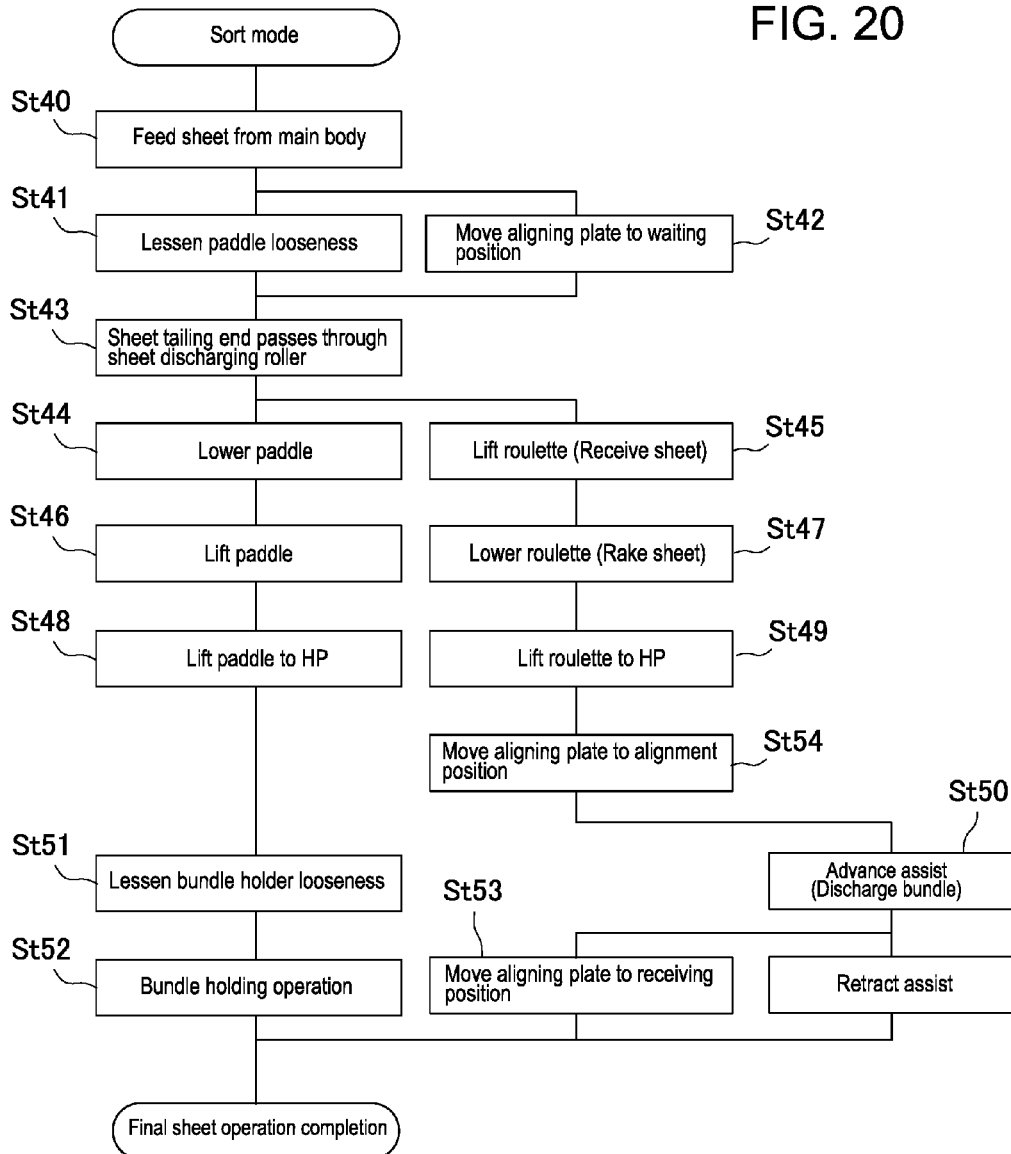 FIG. 20
Sort mode
St40
Feed sheet from main body
St41
Lessen paddle looseness
St42
Move aligning plate to waiting
position
St43
Sheet tailing end passes through
sheet discharging roller
St44
Lower paddle
St45
Lift roulette (Receive sheet)
St46
Lift paddle
St47
Lower roulette (Rake sheet)
St48
Lift paddle to HP
St49
Lift roulette to HP
St54
Move aligning plate to alignment
position
St50
Advance assist
(Discharge bundle)
St51
Lessen bundle holder looseness
St53
Move aligning plate to receiving
position
St52
Bundle holding operation
Retract assist
Final sheet operation completion